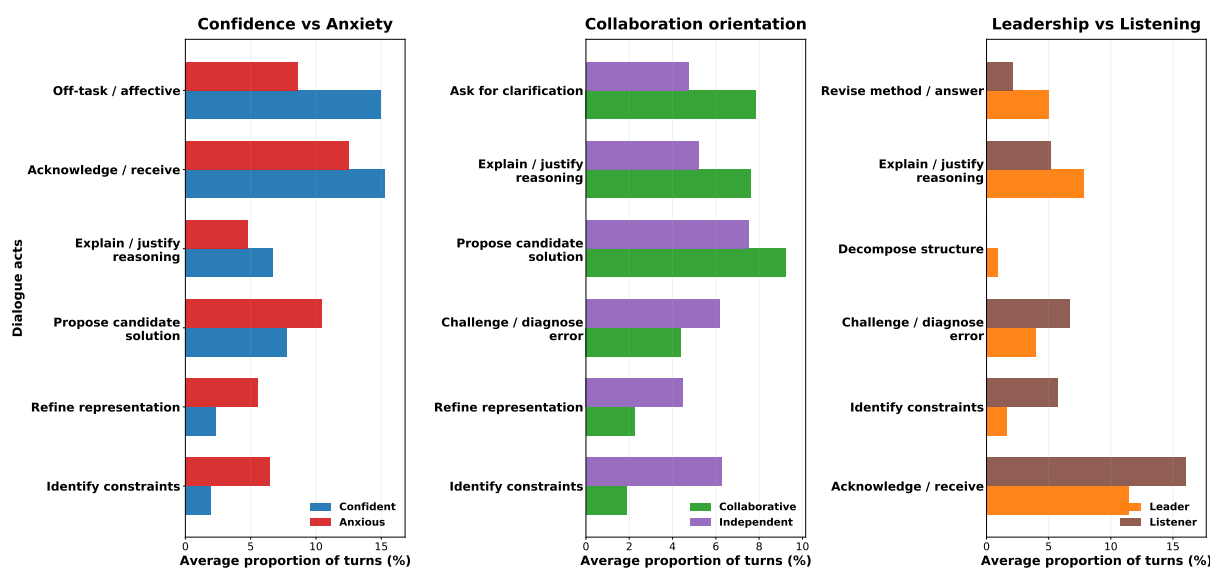 Confidence vs Anxiety
Dialogue acts
Off-task / affective
Acknowledge / receive
Explain / justify
reasoning
Propose candidate
solution
Refine representation
Identify constraints
Confident
Anxious
0 5 10 15
Average proportion of turns (%)
Collaboration orientation
Ask for clarification
Explain / justify
reasoning
Propose candidate
solution
Challenge / diagnose
error
Refine representation
Identify constraints
Collaborative
Independent
0 2 4 6 8 10
Average proportion of turns (%)
Leadership vs Listening
Revise method / answer
Explain / justify
reasoning
Decompose structure
Challenge / diagnose
error
Identify constraints
Acknowledge / receive
Leader
Listener
0 5 10 15
Average proportion of turns (%)